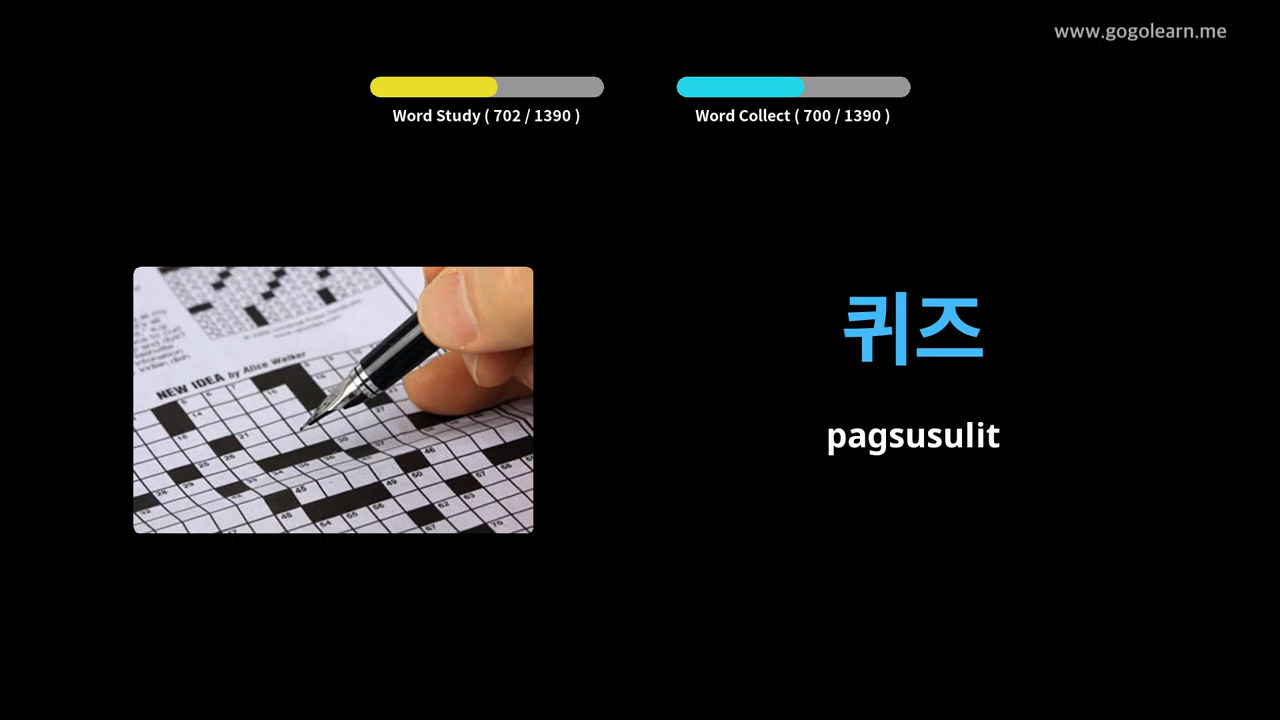 www.gogolearn.me
Word Study ( 702 / 1390 )
Word Collect ( 700 / 1390 )
NEW IDEA by Alice Walker
퀴즈
pagsusulit